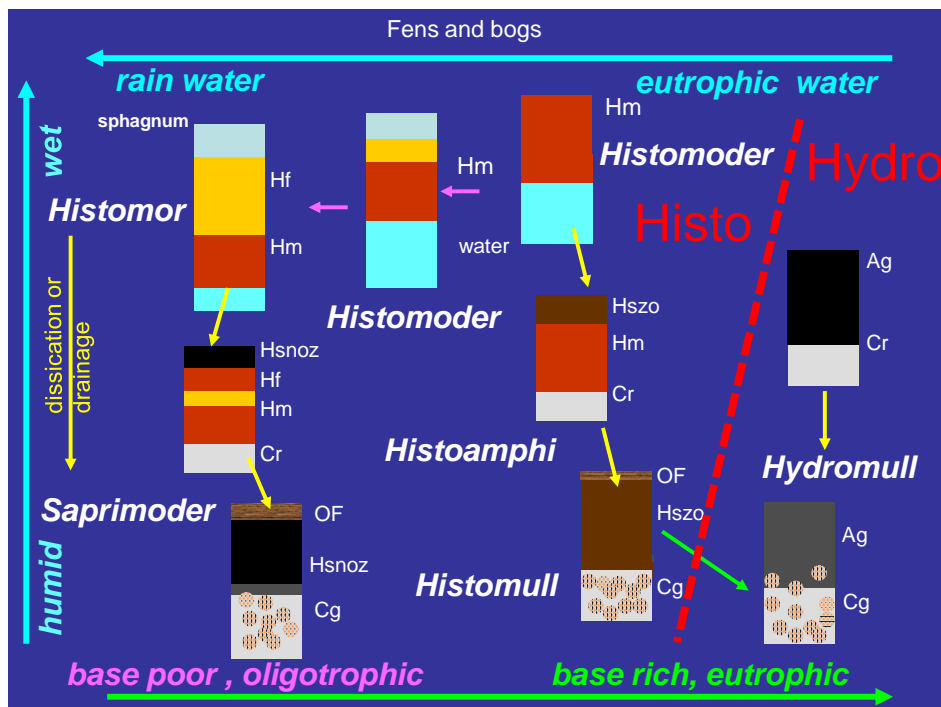 Fens and bogs
rain water
eutrophic water
wet
sphagnum
Hm
Histomoder
Hydro
Hf
Hm
Histomor
Histo
Hm
water
Ag
dissication or
drainage
Hszo
Histomoder
Hm
Cr
Hsnoz
Hf
Hm
Cr
Cr
Histoamphi
Hydromull
OF
Saprimoder
OF
Hszo
Ag
Hsnoz
Histomull
Cg
Cg
Cg
humid
base poor , oligotrophic
base rich, eutrophic